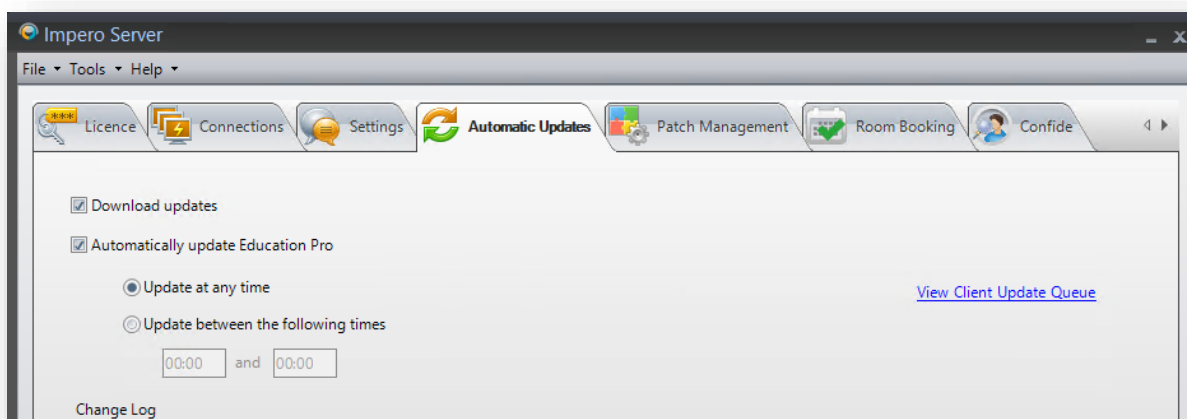 Impero Server
File Tools Help
*** Licence Connections Settings Automatic Updates Patch Management Room Booking Confide
Download updates
Automatically update Education Pro
Update at any time
View Client Update Queue
Update between the following times
00:00 and 00:00
Change Log